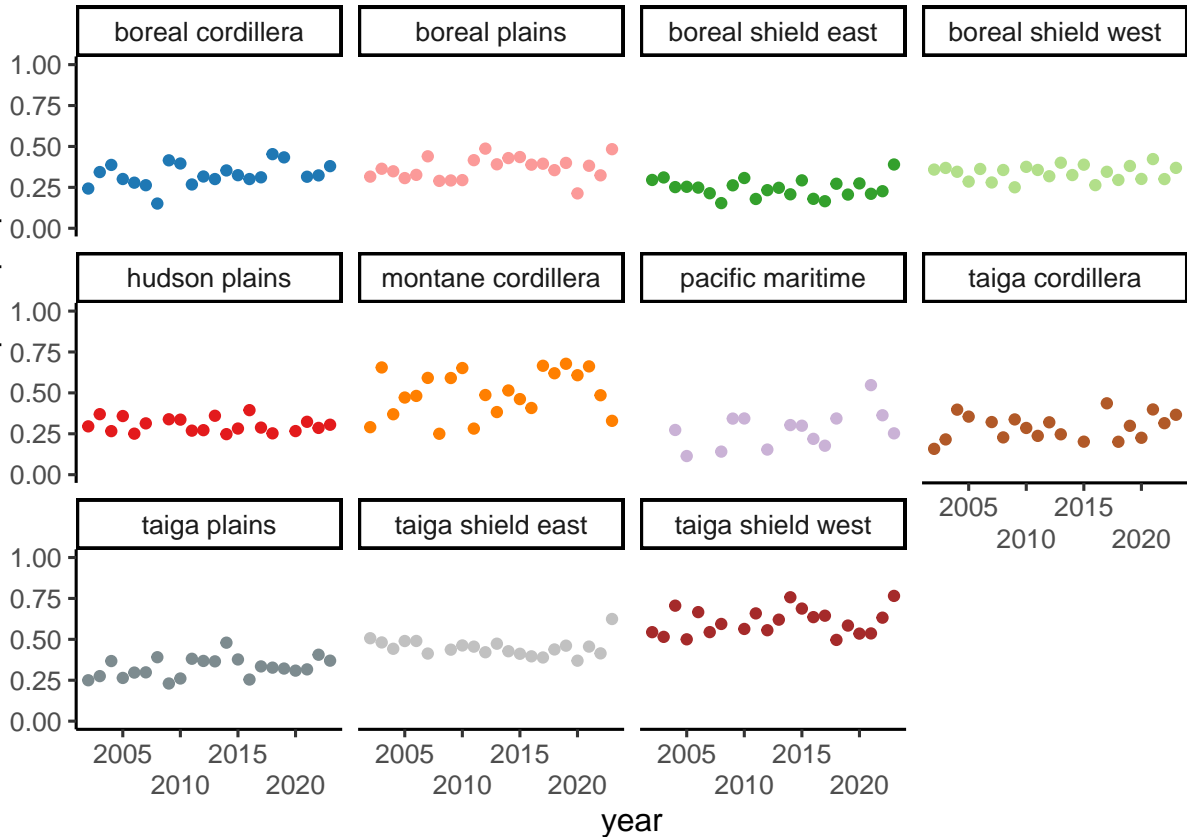 boreal cordillera
boreal plains
boreal shield east
boreal shield west
1.00
0.75
0.50
0.25
0.00
hudson plains
montane cordillera
pacific maritime
taiga cordillera
1.00
0.75
0.50
0.25
0.00
2005
2015
2010
2020
taiga plains
taiga shield east
taiga shield west
1.00
0.75
0.50
0.25
0.00
2005
2015
2005
2015
2005
2015
2010
2020
2010
2020
2010
2020
year